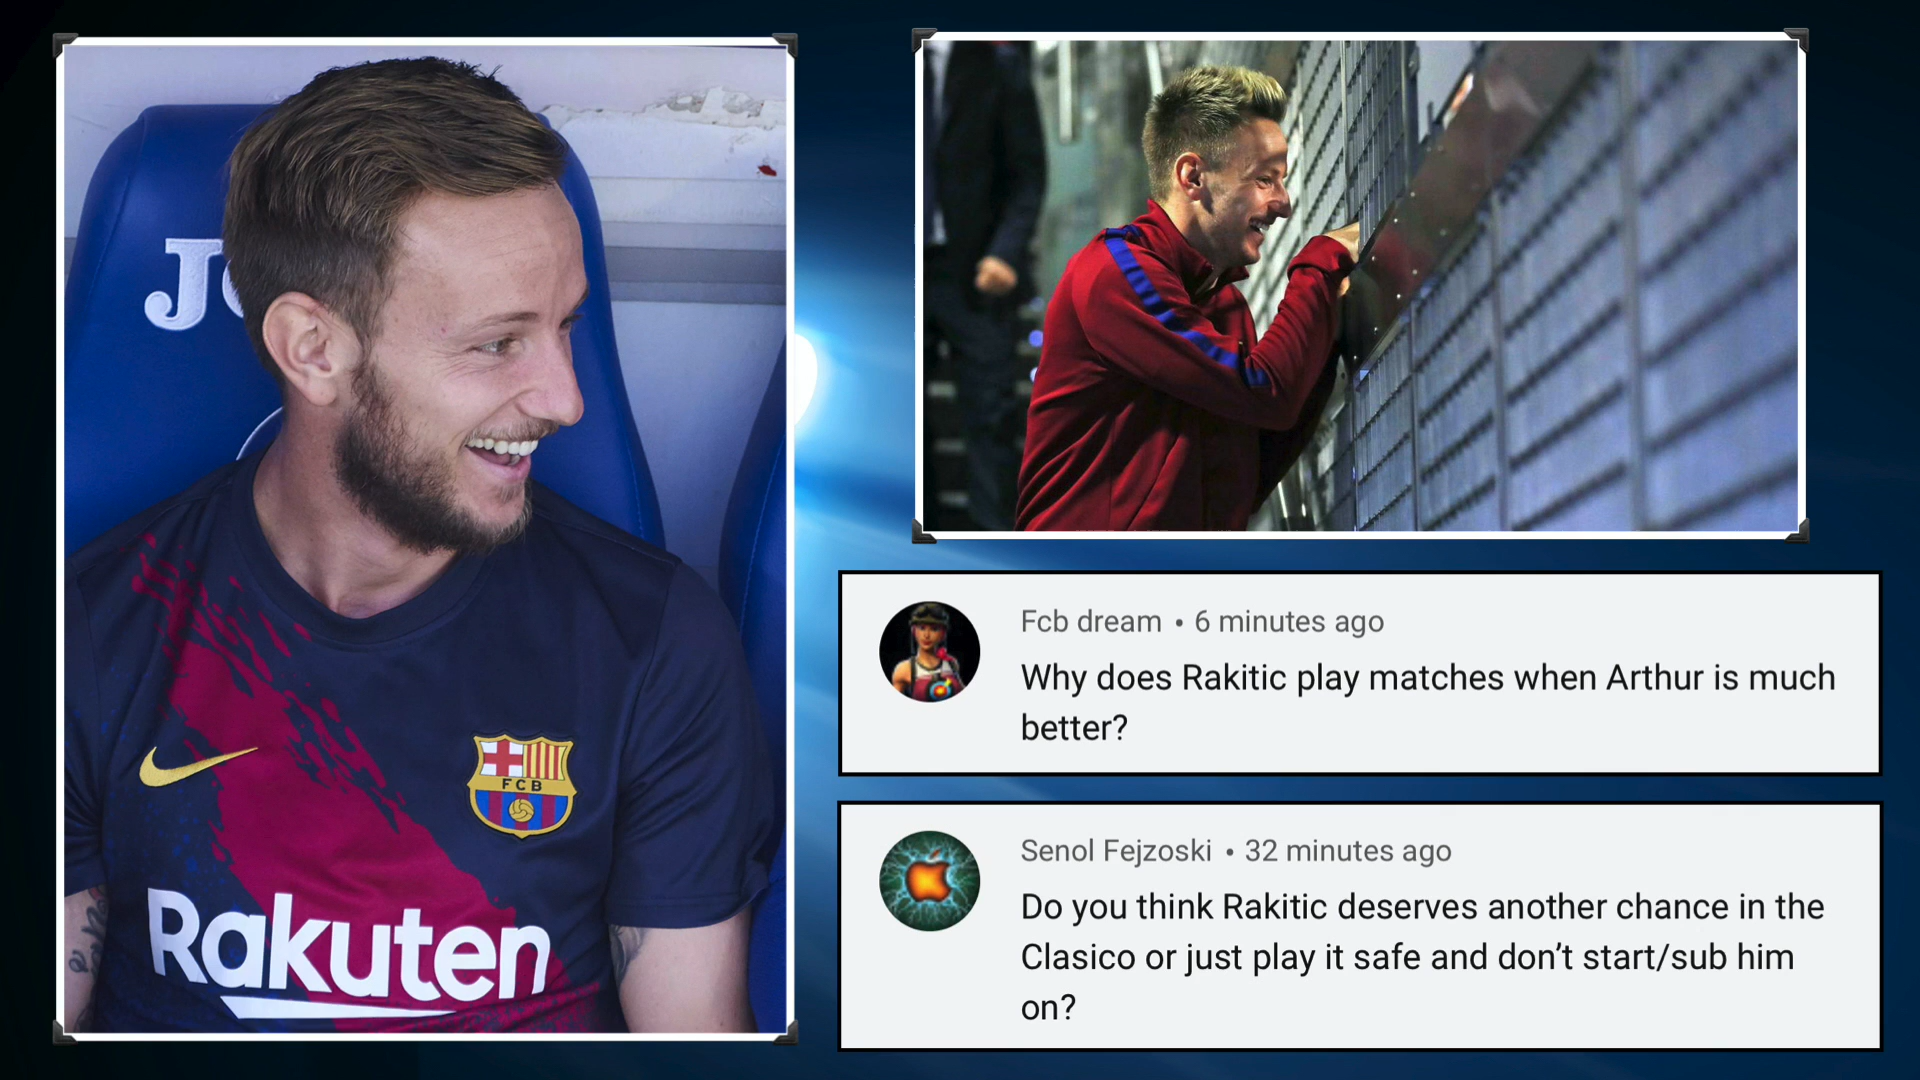 JO
FCB
Rakuten
Fcb dream • 6 minutes ago
Why does Rakitic play matches when Arthur is much
better?
Senol Fejzoski • 32 minutes ago
Do you think Rakitic deserves another chance in the
Clasico or just play it safe and don’t start/sub him
on?